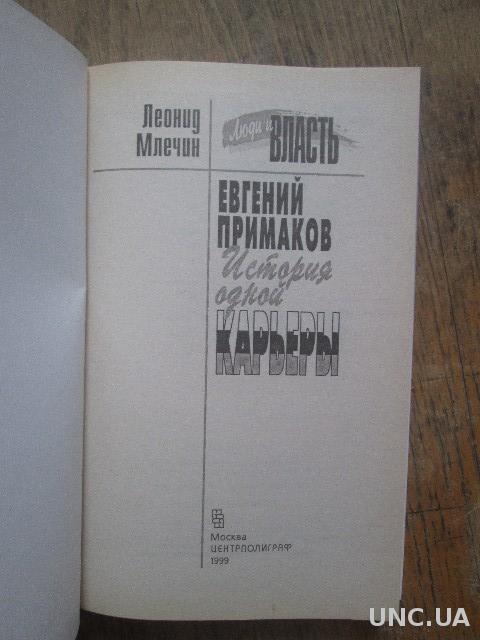 Леонид
Млечин
Люди и
ВЛАСТЬ
ЕВГЕНИЙ
ПРИМАКОВ
История
одной
КАРЬЕРЫ
Москва
ЦЕНТРПОЛИГРАФ
1999
UNC.UA